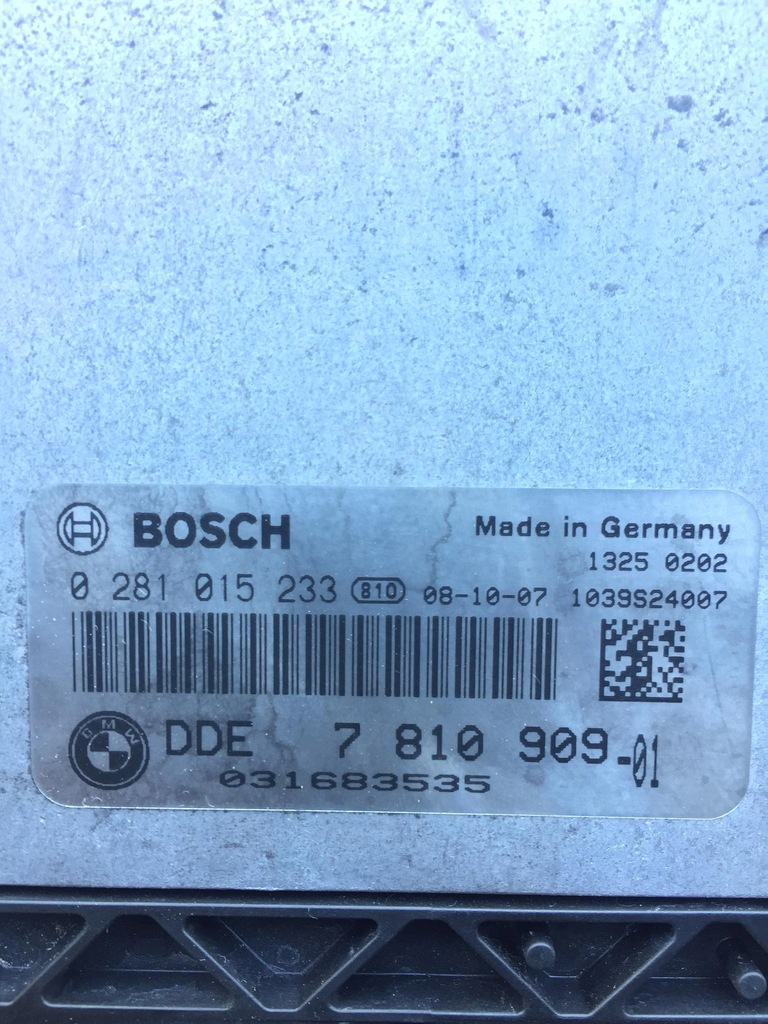 BOSCH
Made in Germany
1325 0202
0 281 015 233 810 08-10-07 1039S24007
BMW
DDE 7 810 909-01
031683535